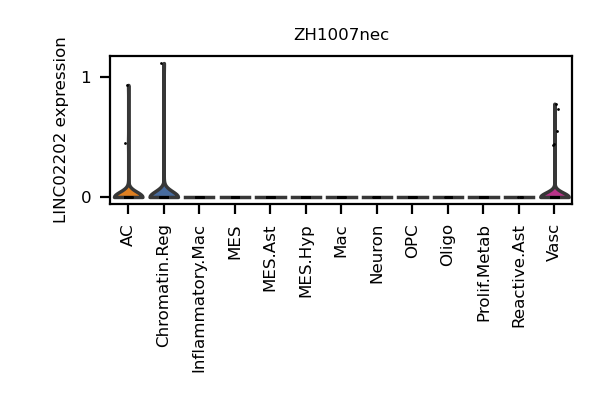 ZH1007nec
LINC02202 expression
1
0
AC
Chromatin.Reg
Inflammatory.Mac
MES
MES.Ast
MES.Hyp
Mac
Neuron
OPC
Oligo
Prolif.Metab
Reactive.Ast
Vasc